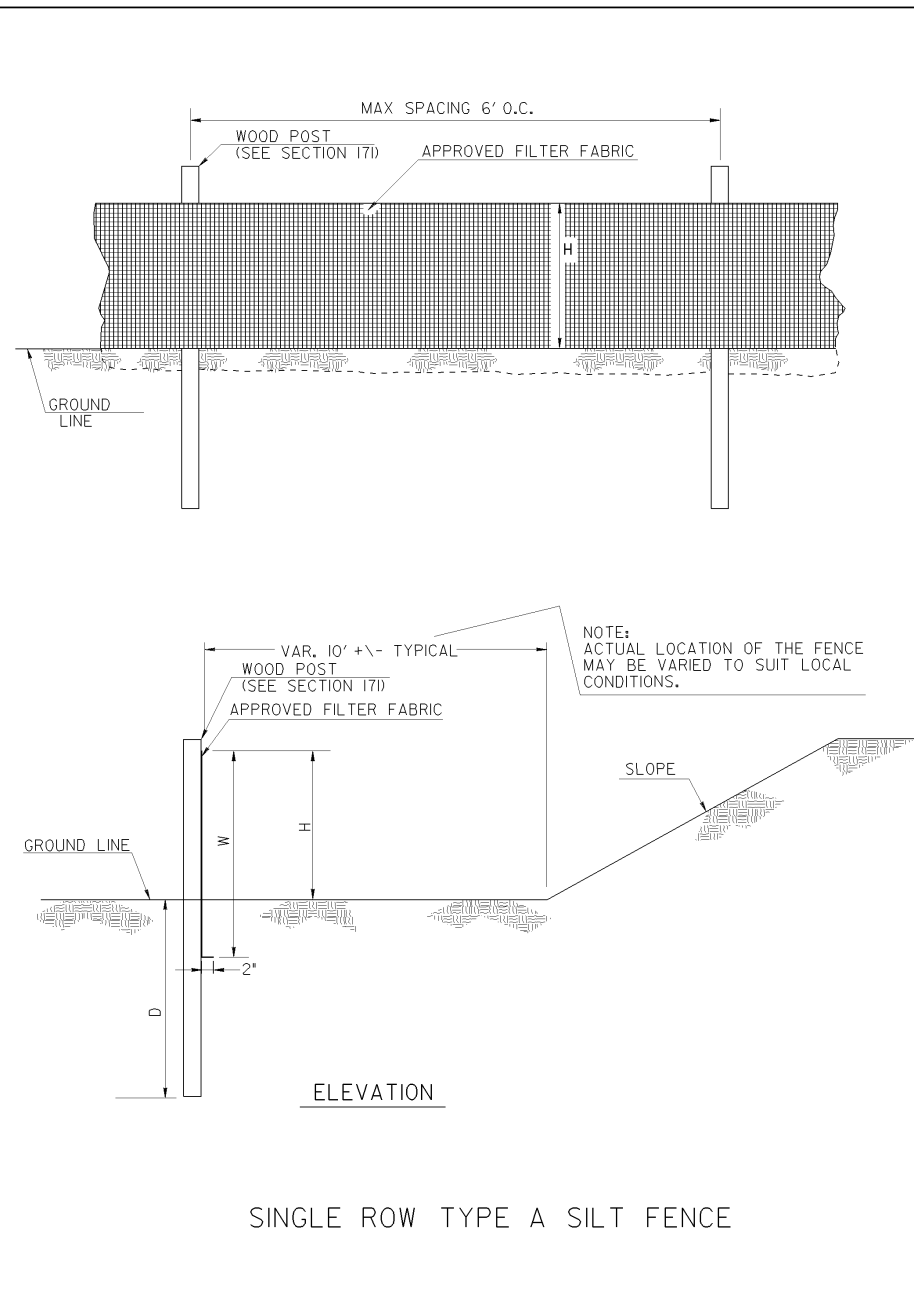 MAX SPACING 6' O.C.
WOOD POST
(SEE SECTION 171)
APPROVED FILTER FABRIC
H
GROUND
LINE
NOTE:
ACTUAL LOCATION OF THE FENCE
MAY BE VARIED TO SUIT LOCAL
CONDITIONS.
VAR. 10' +\- TYPICAL
WOOD POST
(SEE SECTION 171)
APPROVED FILTER FABRIC
SLOPE
W
H
GROUND LINE
2"
D
ELEVATION
SINGLE ROW TYPE A SILT FENCE